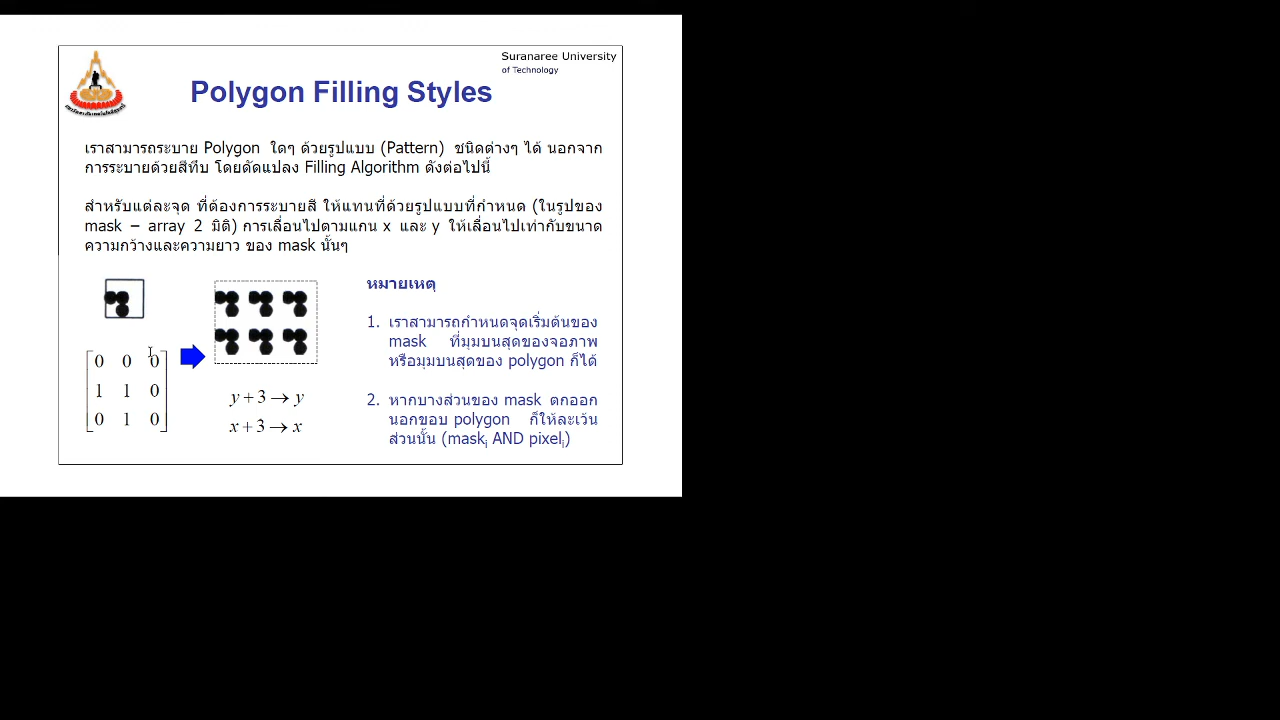 Suranaree University
of Technology
Polygon Filling Styles
เราสามารถระบาย Polygon ใดๆ ด้วยรูปแบบ (Pattern) ชนิดต่างๆ ได้ นอกจาก
การระบายด้วยสีทึบ โดยดัดแปลง Filling Algorithm ดังต่อไปนี้
สำหรับแต่ละจุด ที่ต้องการระบายสี ให้แทนที่ด้วยรูปแบบที่กำหนด (ในรูปของ
mask – array 2 มิติ) การเลื่อนไปตามแกน x และ y ให้เลื่อนไปเท่ากับขนาด
ความกว้างและความยาว ของ mask นั้นๆ
0 0 0
1 1 0
0 1 0
y + 3 → y
x + 3 → x
หมายเหตุ
1. เราสามารถกำหนดจุดเริ่มต้นของ
mask ที่มุมบนสุดของจอภาพ
หรือมุมบนสุดของ polygon ก็ได้
2. หากบางส่วนของ mask ตกออก
นอกขอบ polygon ก็ให้ละเว้น
ส่วนนั้น (maskᵢ AND pixelᵢ)